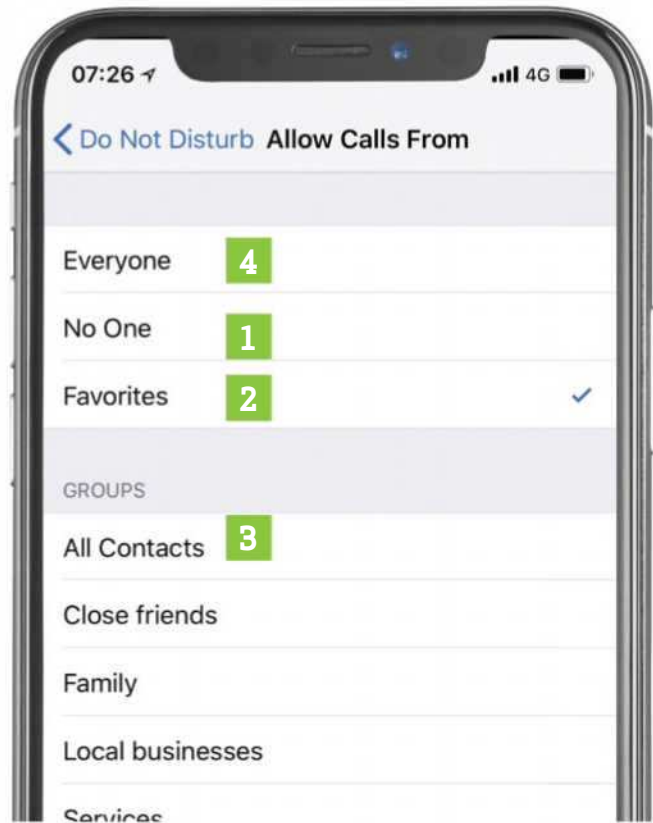 07:26 4G
Do Not Disturb Allow Calls From
Everyone 4
No One 1
Favorites 2
GROUPS
All Contacts 3
Close friends
Family
Local businesses
Services